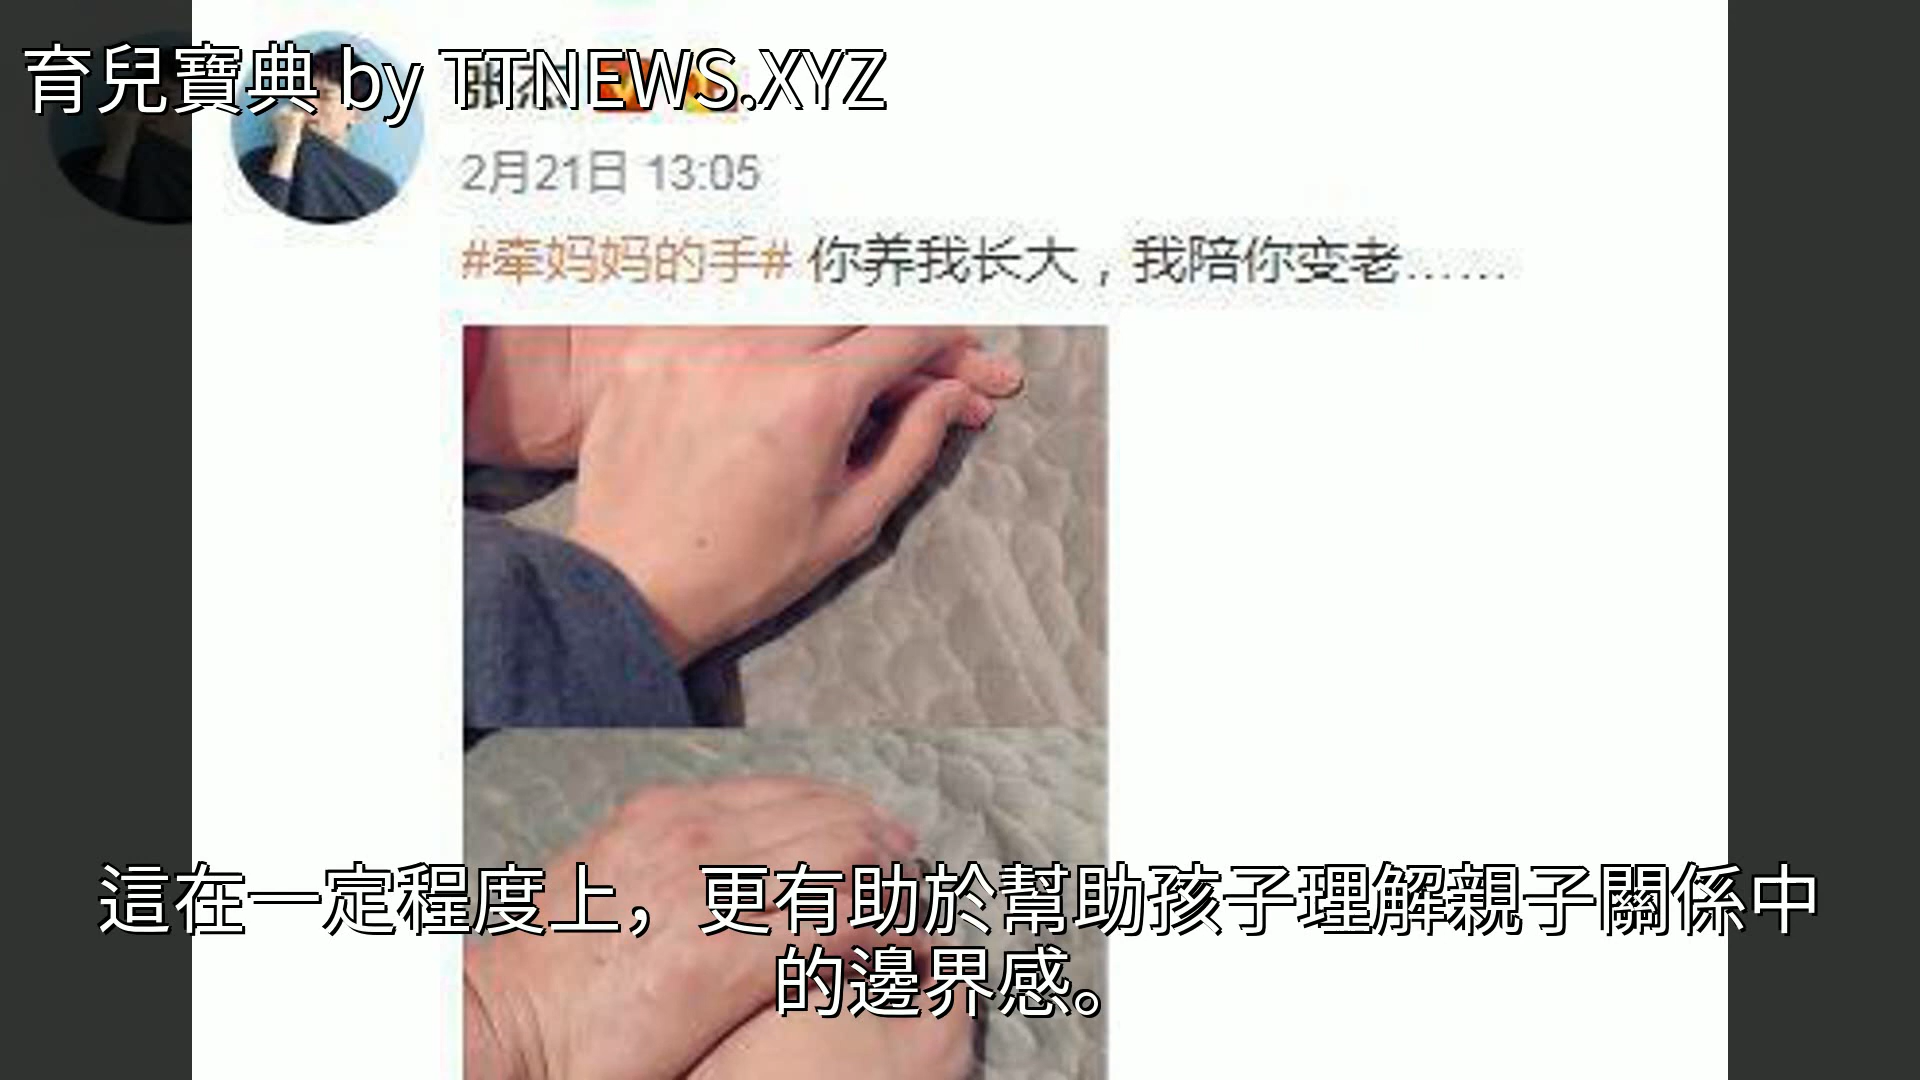 育兒寶典 by TTNEWS.XYZ
张杰
2月21日 13:05
#牵妈妈的手# 你养我长大，我陪你变老……
這在一定程度上，更有助於幫助孩子理解親子關係中
的邊界感。